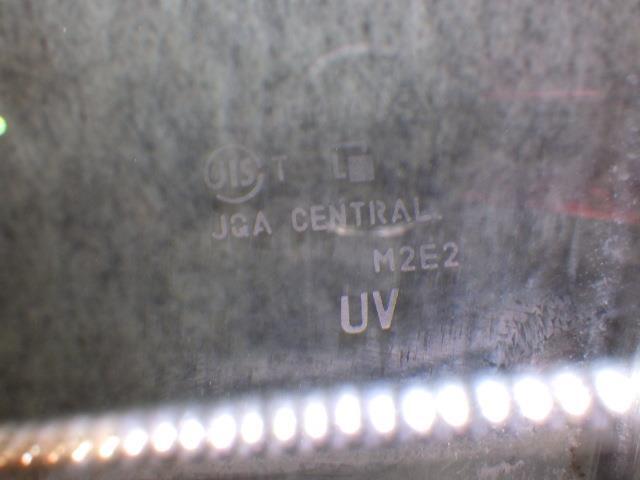 JIS T L
JGA CENTRAL.
M2E2
UV